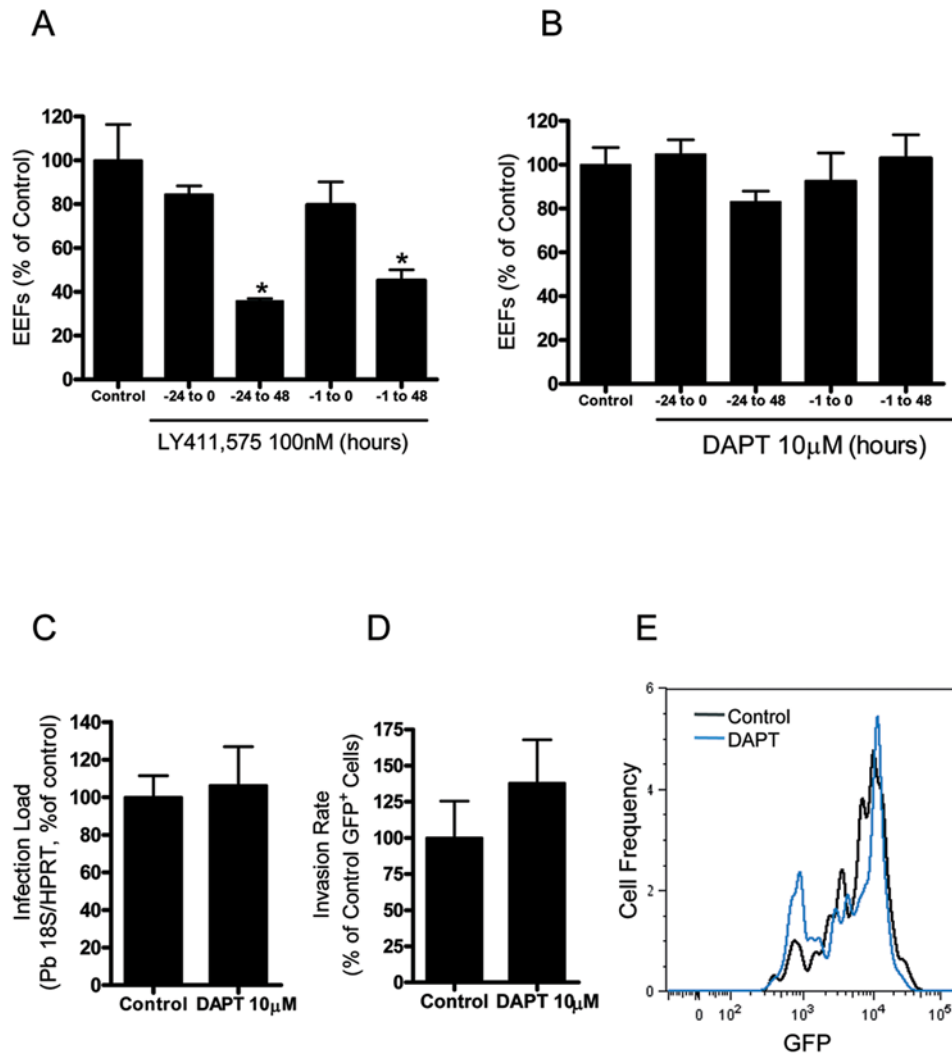 A
B
EEFs (% of Control)
120
100
80
60
40
20
0
*
*
Control -24 to 0 -24 to 48 -1 to 0 -1 to 48
LY411,575 100nM (hours)
EEFs (% of Control)
120
100
80
60
40
20
0
Control -24 to 0 -24 to 48 -1 to 0 -1 to 48
DAPT 10μM (hours)
C
D
E
Infection Load
(Pb 18S/HPRT, %of control)
140
120
100
80
60
40
20
0
Control DAPT 10μM
Invasion Rate
(% of Control GFP⁺ Cells)
175
150
125
100
75
50
25
0
Control DAPT 10μM
Cell Frequency
6
4
2
0
Control
DAPT
0 10² 10³ 10⁴ 10⁵
GFP